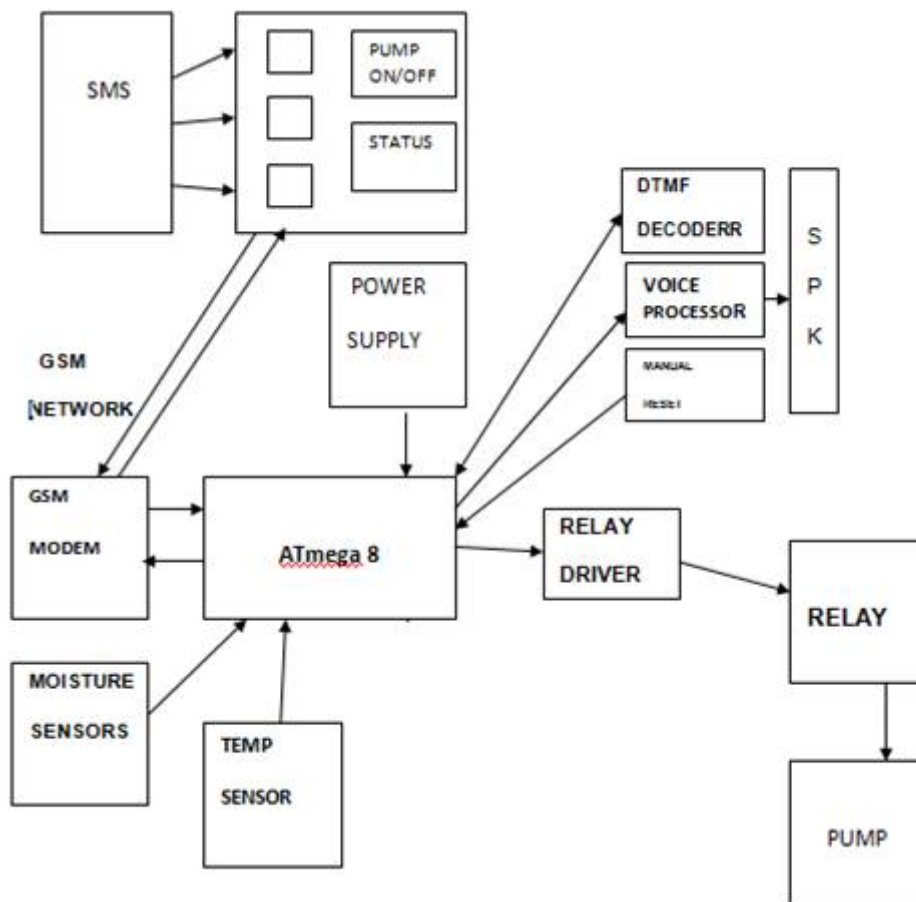 SMS
PUMP
ON/OFF
STATUS
DTMF
DECODERR
S
P
K
VOICE
PROCESSOR
MANUAL
RESET
POWER
SUPPLY
GSM
NETWORK
GSM
MODEM
ATmega 8
RELAY
DRIVER
RELAY
MOISTURE
SENSORS
TEMP
SENSOR
PUMP